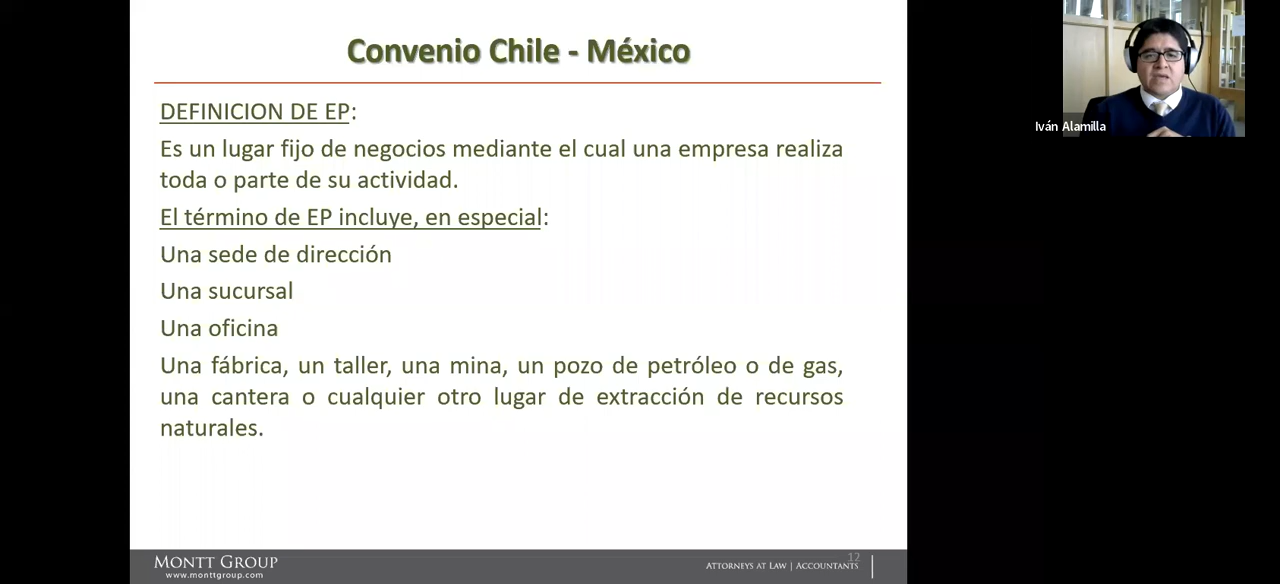 Convenio Chile - México
Iván Alamilla
DEFINICION DE EP:
Es un lugar fijo de negocios mediante el cual una empresa realiza
toda o parte de su actividad.
El término de EP incluye, en especial:
Una sede de dirección
Una sucursal
Una oficina
Una fábrica, un taller, una mina, un pozo de petróleo o de gas,
una cantera o cualquier otro lugar de extracción de recursos
naturales.
12
MONTT GROUP
www.monttgroup.com
ATTORNEYS AT LAW | ACCOUNTANTS